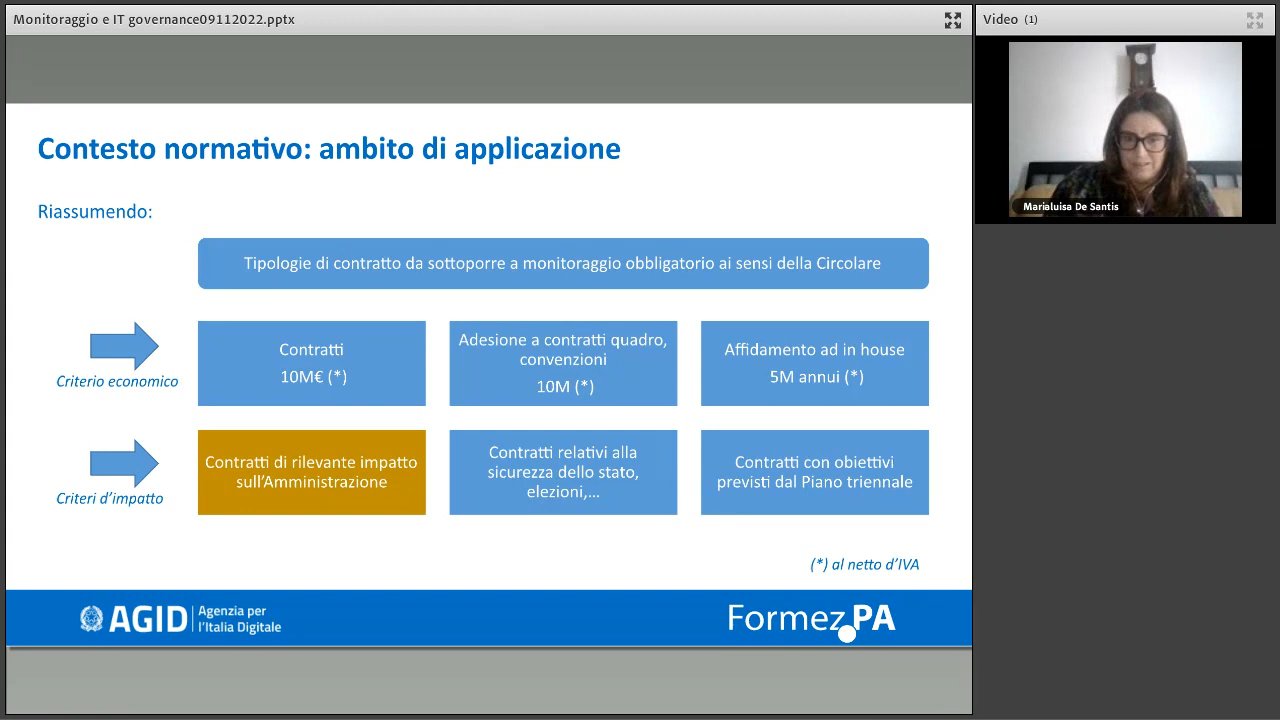 Monitoraggio e IT governance09112022.pptx
Video (1)
Marialuisa De Santis
Contesto normativo: ambito di applicazione
Riassumendo:
Tipologie di contratto da sottoporre a monitoraggio obbligatorio ai sensi della Circolare
Criterio economico
Contratti
10M€ (*)
Adesione a contratti quadro,
convenzioni
10M (*)
Affidamento ad in house
5M annui (*)
Criteri d'impatto
Contratti di rilevante impatto
sull'Amministrazione
Contratti relativi alla
sicurezza dello stato,
elezioni,...
Contratti con obiettivi
previsti dal Piano triennale
(*) al netto d'IVA
AGID
Agenzia per
l'Italia Digitale
Formez PA